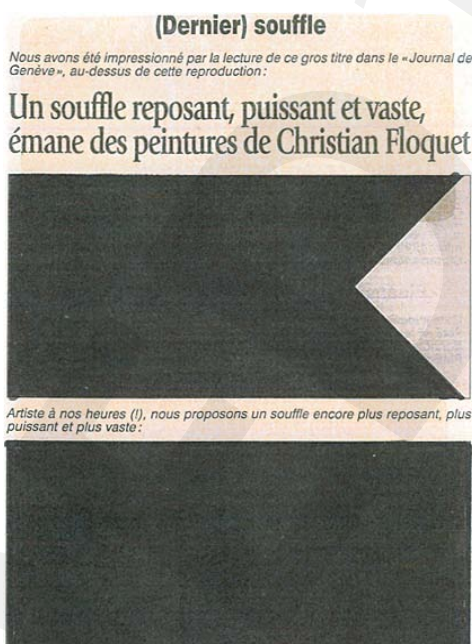 (Dernier) souffle
Nous avons été impressionné par la lecture de ce gros titre dans le «Journal de
Genève», au-dessus de cette reproduction:
Un souffle reposant, puissant et vaste,
émane des peintures de Christian Floquet
Artiste à nos heures (!), nous proposons un souffle encore plus reposant, plus
puissant et plus vaste: